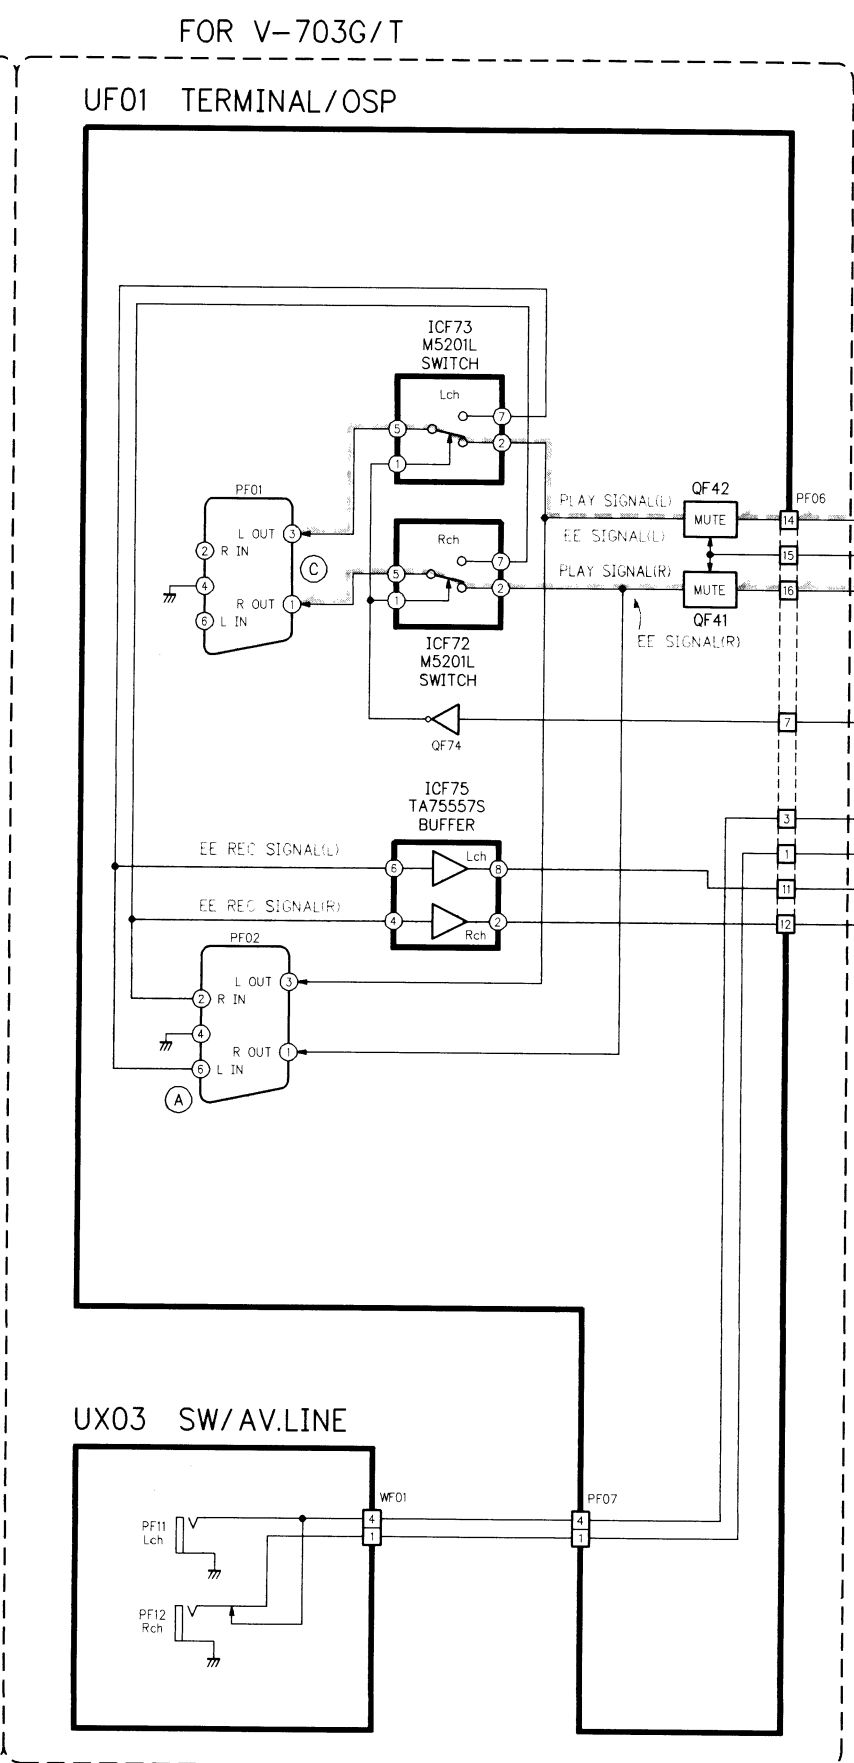 FOR V-703G/T
UF01 TERMINAL/OSP
ICF73
M5201L
SWITCH
Lch
7
5
2
1
PF01
L OUT 3
2 R IN
4
R OUT 1
6 L IN
C
Rch
7
5
2
1
ICF72
M5201L
SWITCH
PLAY SIGNAL(L)
EE SIGNAL(L)
PLAY SIGNAL(R)
EE SIGNAL(R)
QF42
MUTE
MUTE
QF41
PF06
14
15
16
7
3
1
11
12
QF74
ICF75
TA75557S
BUFFER
EE REC SIGNAL(L)
6
Lch
8
EE REC SIGNAL(R)
4
Rch
2
PF02
L OUT 3
2 R IN
4
R OUT 1
6 L IN
A
UX03 SW/AV.LINE
WF01
4
1
PF07
4
1
PF11
Lch
PF12
Rch